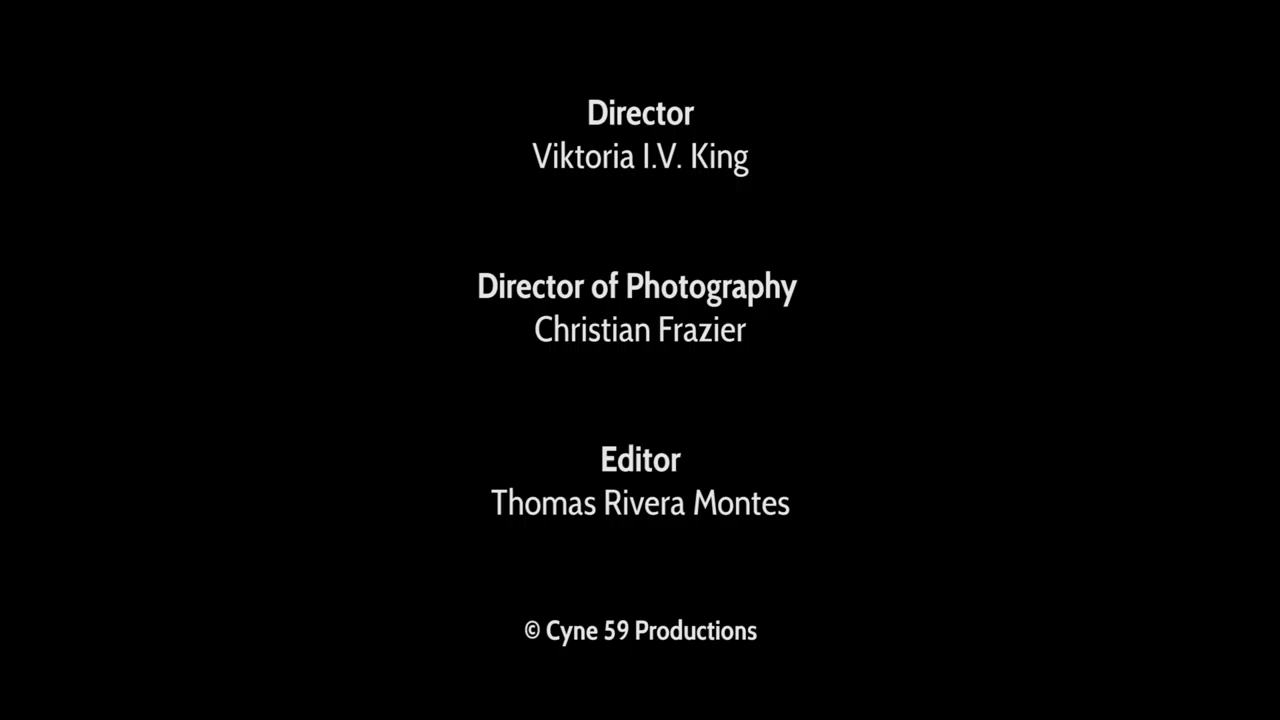 Director
Viktoria I.V. King
Director of Photography
Christian Frazier
Editor
Thomas Rivera Montes
© Cyne 59 Productions